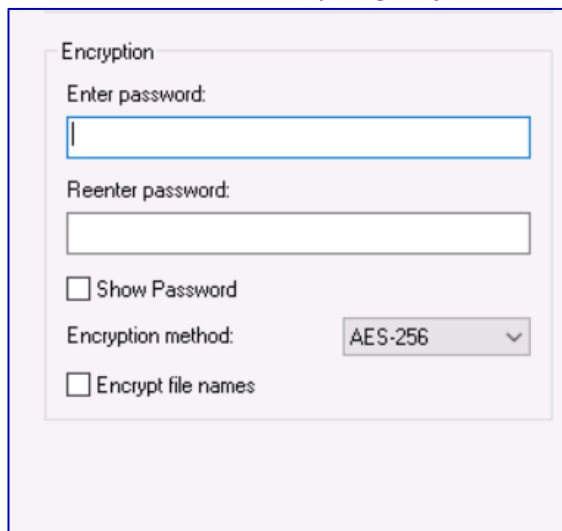 Encryption
Enter password:
Reenter password:
Show Password
Encryption method: AES-256
Encrypt file names